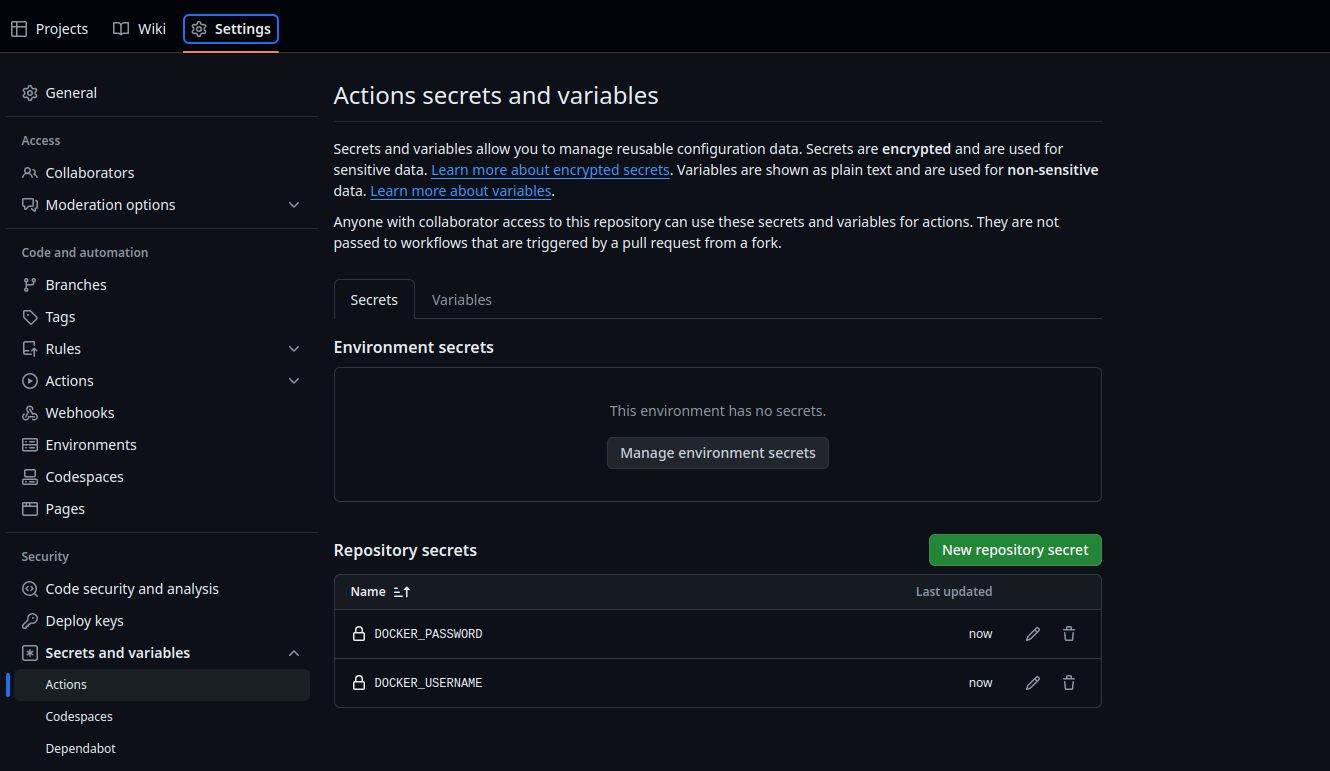 Projects
Wiki
Settings
General
Access
Collaborators
Moderation options
Code and automation
Branches
Tags
Rules
Actions
Webhooks
Environments
Codespaces
Pages
Security
Code security and analysis
Deploy keys
Secrets and variables
Actions
Codespaces
Dependabot
Actions secrets and variables
Secrets and variables allow you to manage reusable configuration data. Secrets are encrypted and are used for
sensitive data. Learn more about encrypted secrets. Variables are shown as plain text and are used for non-sensitive
data. Learn more about variables.
Anyone with collaborator access to this repository can use these secrets and variables for actions. They are not
passed to workflows that are triggered by a pull request from a fork.
Secrets
Variables
Environment secrets
This environment has no secrets.
Manage environment secrets
Repository secrets
New repository secret
Name
Last updated
DOCKER_PASSWORD
now
DOCKER_USERNAME
now